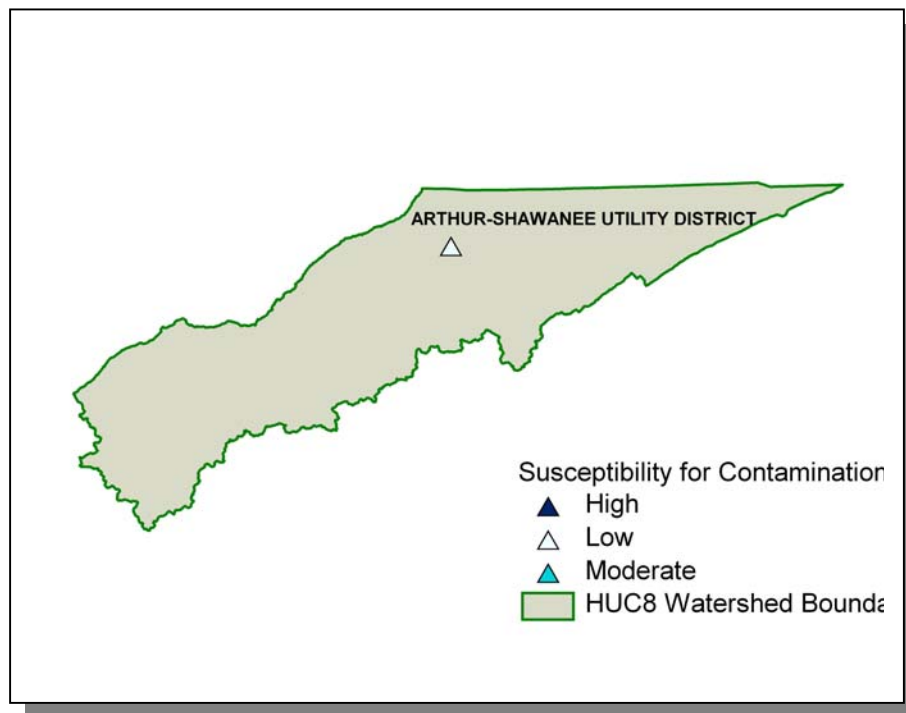 ARTHUR-SHAWANEE UTILITY DISTRICT
Susceptibility for Contamination
High
Low
Moderate
HUC8 Watershed Bounda